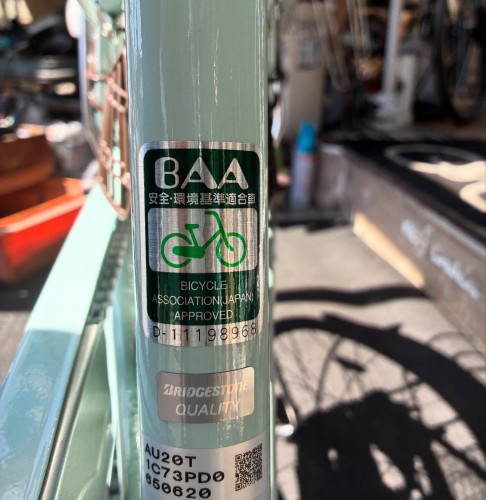 BAA
安全・環境基準適合車
BICYCLE
ASSOCIATION(JAPAN)
APPROVED
D-11198968
BRIDGESTONE
QUALITY
AU20T
1C73PD0
650620